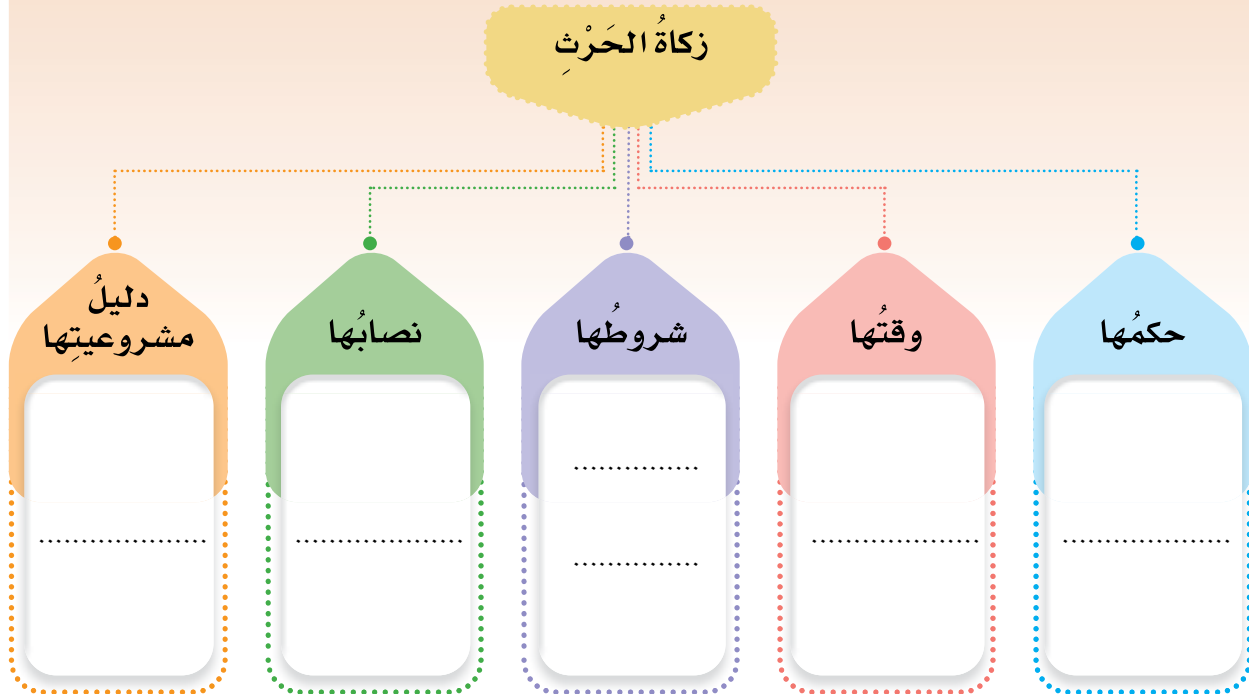 زكاةُ الحَرْثِ
حكمُها
وقتُها
شروطُها
نصابُها
دليلُ
مشروعيتِها